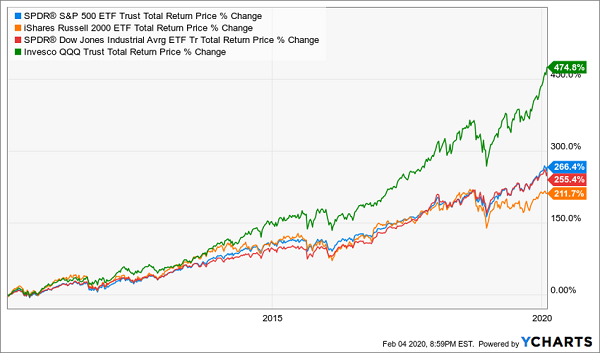 SPDR® S&P 500 ETF Trust Total Return Price % Change
iShares Russell 2000 ETF Total Return Price % Change
SPDR® Dow Jones Industrial Avrg ETF Tr Total Return Price % Change
Invesco QQQ Trust Total Return Price % Change
474.8%
450.0%
300.0%
266.4%
255.4%
211.7%
150.0%
0.00%
2015
2020
Feb 04 2020, 8:59PM EST. Powered by YCHARTS